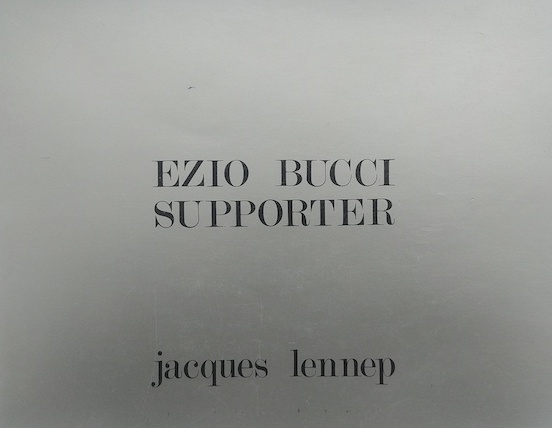 EZIO BUCCI
SUPPORTER
jacques lennep